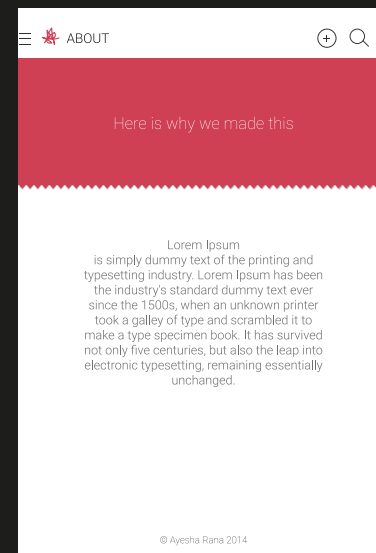 ABOUT
Here is why we made this
Lorem Ipsum
is simply dummy text of the printing and
typesetting industry. Lorem Ipsum has been
the industry's standard dummy text ever
since the 1500s, when an unknown printer
took a galley of type and scrambled it to
make a type specimen book. It has survived
not only five centuries, but also the leap into
electronic typesetting, remaining essentially
unchanged.
© Ayesha Rana 2014